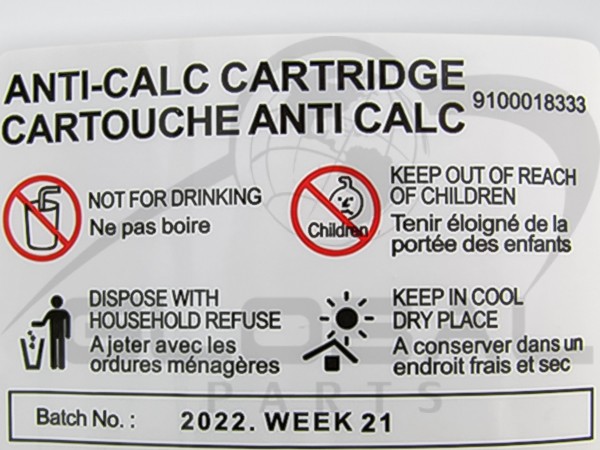 ANTI-CALC CARTRIDGE
CARTOUCHE ANTI CALC
9100018333
NOT FOR DRINKING
Ne pas boire
Children
KEEP OUT OF REACH
OF CHILDREN
Tenir éloigné de la
portée des enfants
DISPOSE WITH
HOUSEHOLD REFUSE
A jeter avec les
ordures ménagères
KEEP IN COOL
DRY PLACE
A conserver dans un
endroit frais et sec
GLOBAL
PARTS
Batch No. : 2022. WEEK 21